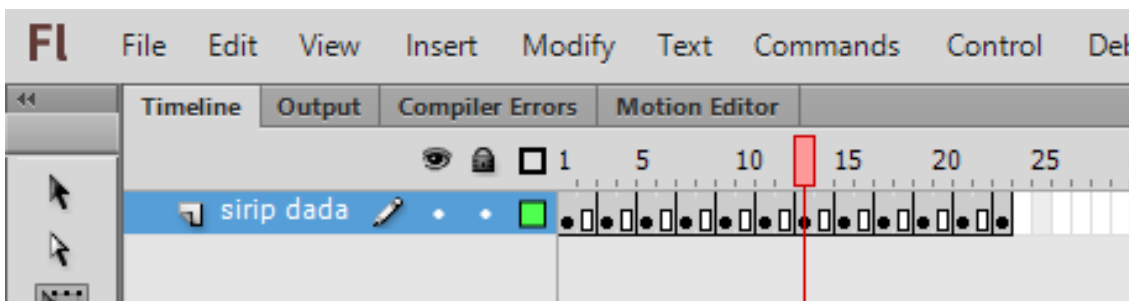 Fl File Edit View Insert Modify Text Commands Control
Timeline Output Compiler Errors Motion Editor
1 5 10 15 20 25
sirip dada